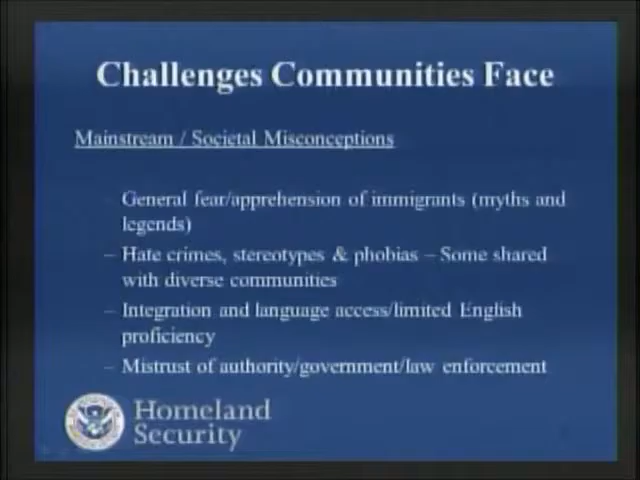 Challenges Communities Face
Mainstream / Societal Misconceptions
– General fear/apprehension of immigrants (myths and
legends)
– Hate crimes, stereotypes & phobias – Some shared
with diverse communities
– Integration and language access/limited English
proficiency
– Mistrust of authority/government/law enforcement
Homeland
Security